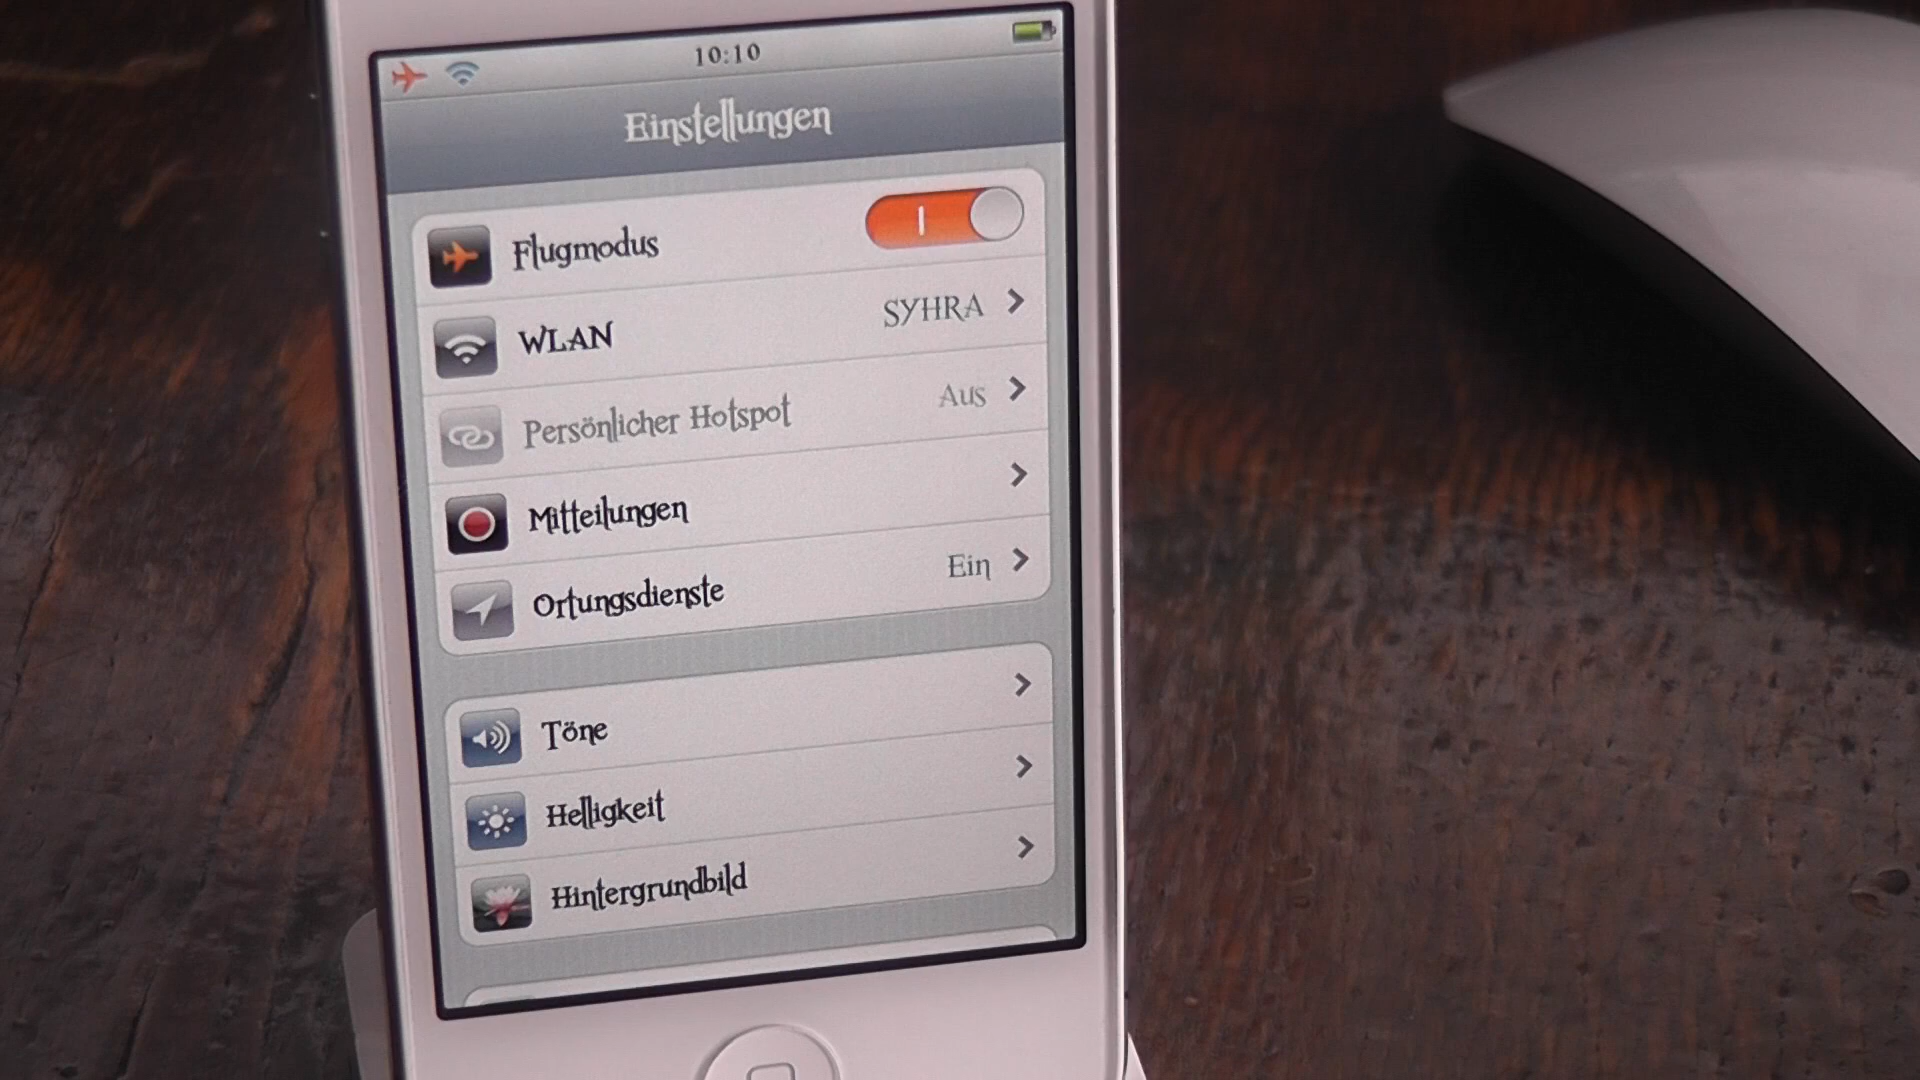 10:10
Einstellungen
Flugmodus
WLAN SYHRA
Persönlicher Hotspot Aus
Mitteilungen
Ortungsdienste Ein
Töne
Helligkeit
Hintergrundbild